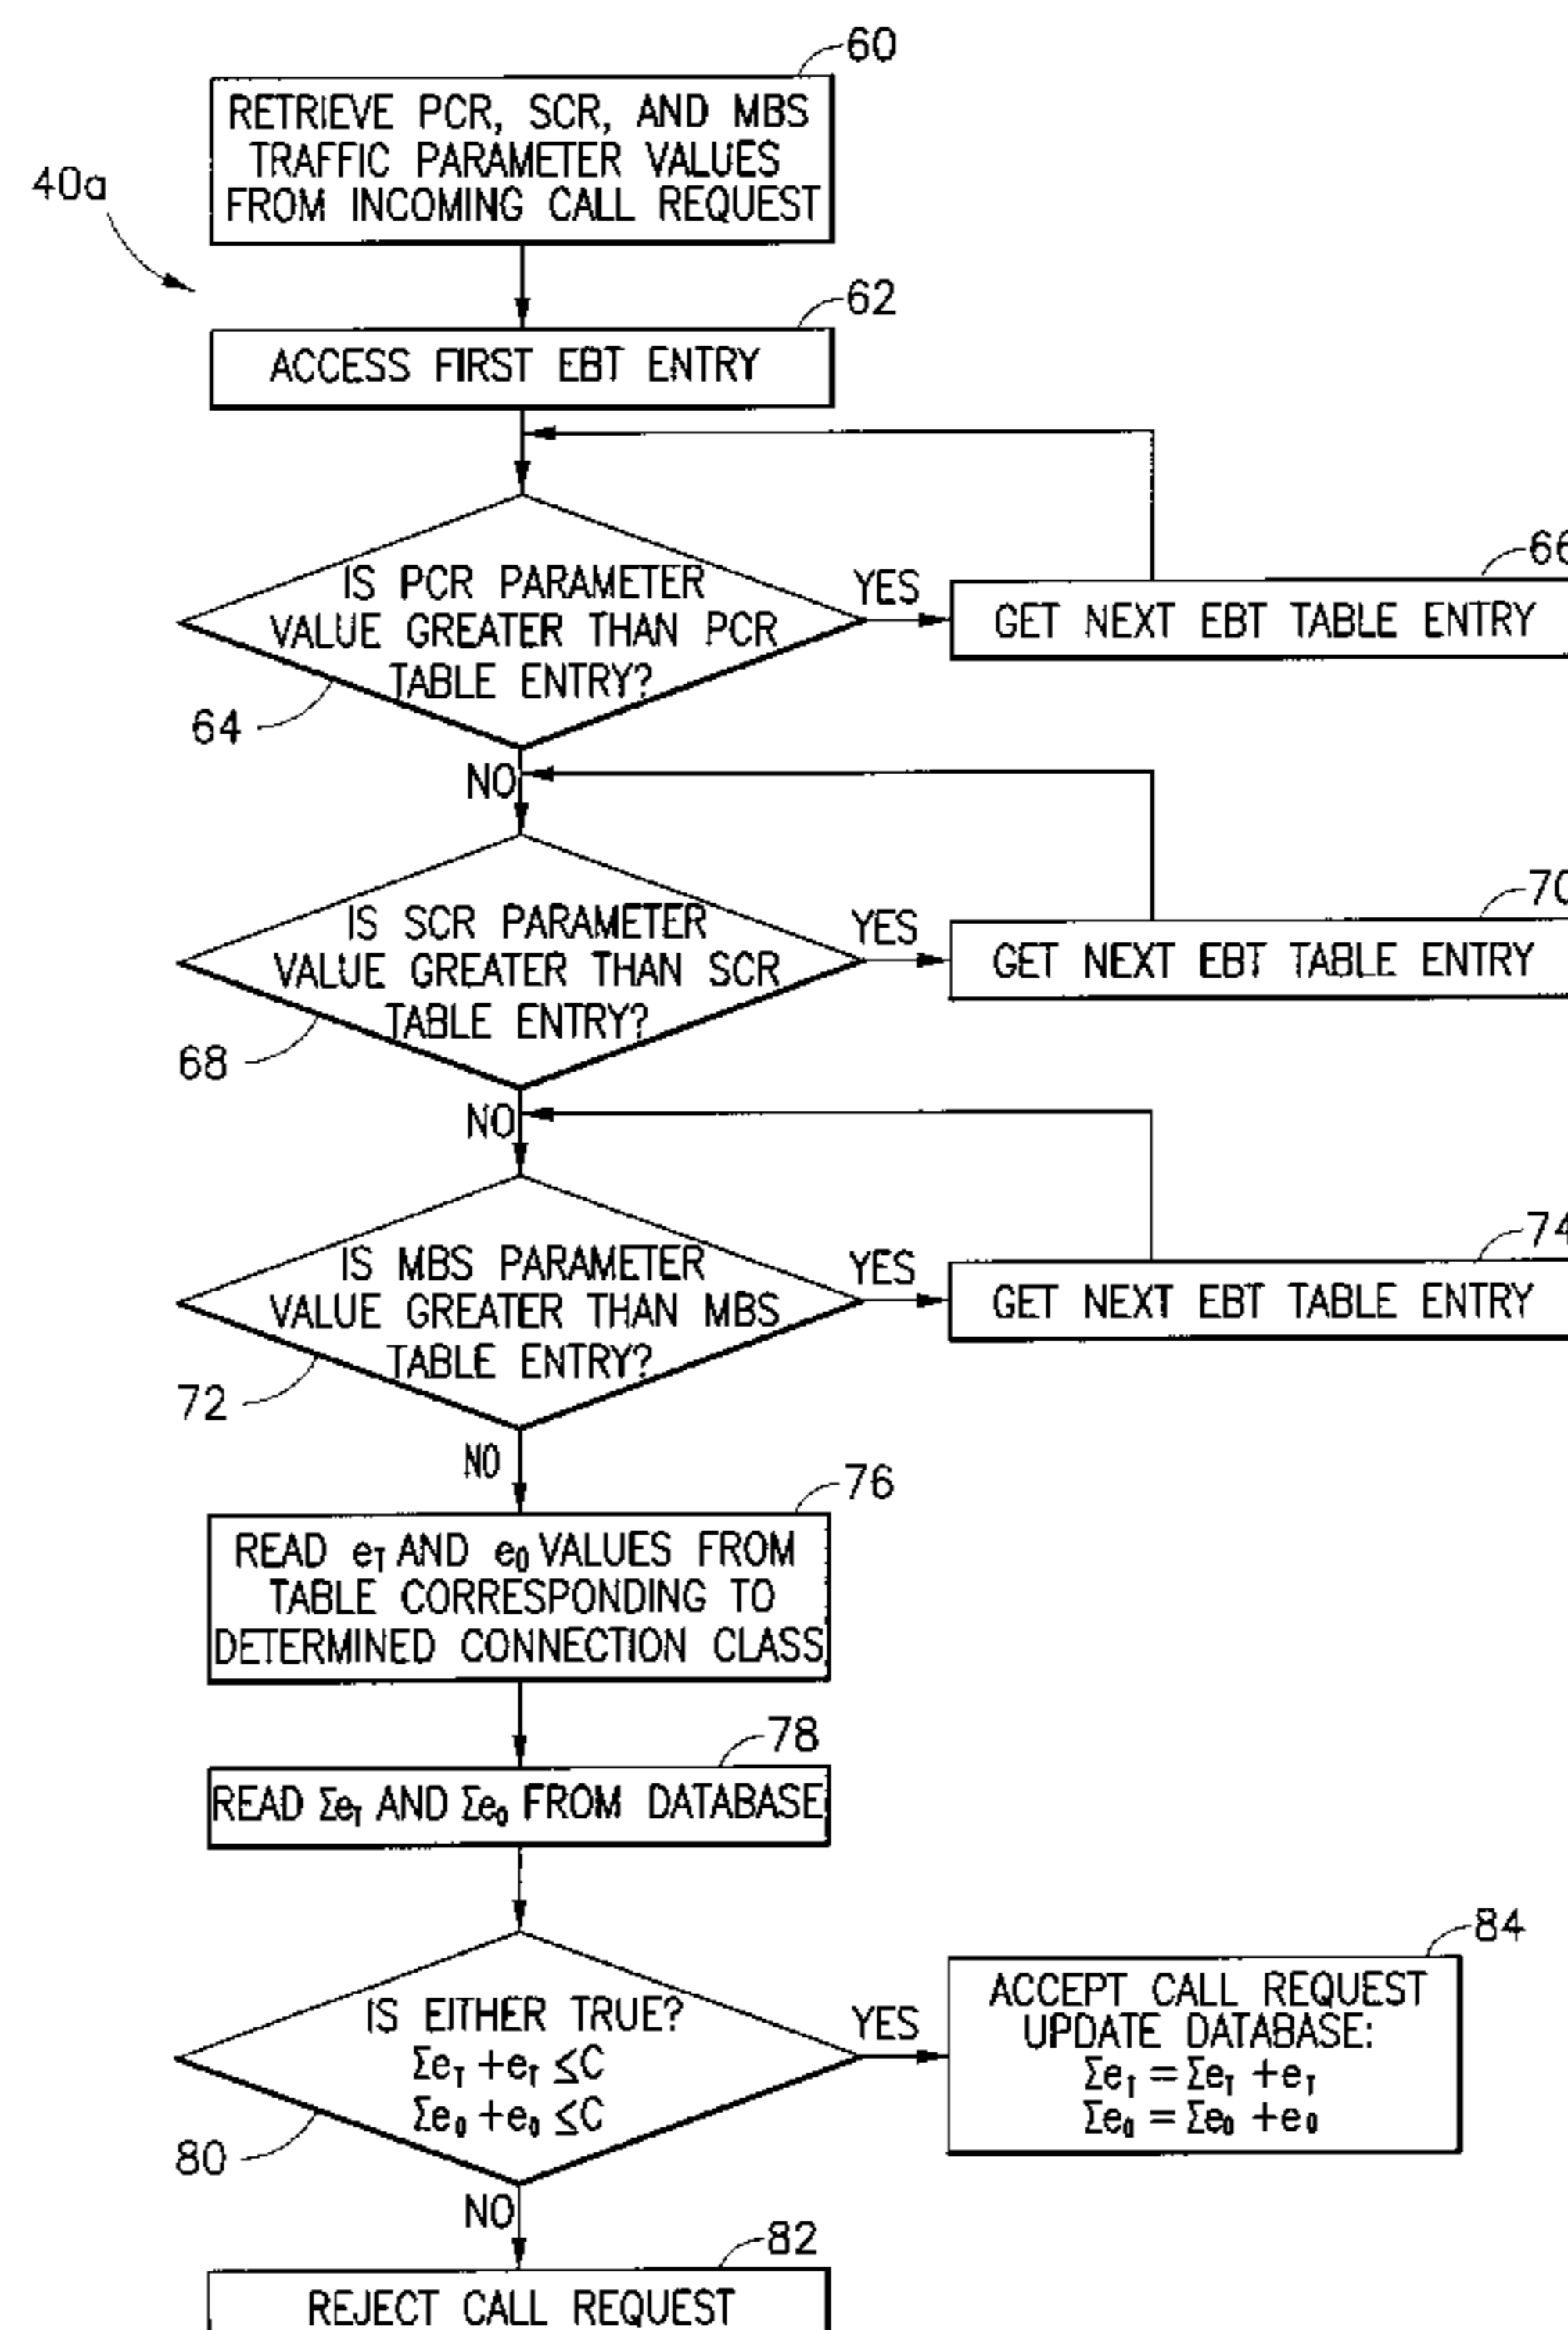 60
RETRIEVE PCR, SCR, AND MBS
TRAFFIC PARAMETER VALUES
FROM INCOMING CALL REQUEST
40a
62
ACCESS FIRST EBT ENTRY
IS PCR PARAMETER
VALUE GREATER THAN PCR
TABLE ENTRY?
64
YES
66
GET NEXT EBT TABLE ENTRY
NO
IS SCR PARAMETER
VALUE GREATER THAN SCR
TABLE ENTRY?
68
YES
70
GET NEXT EBT TABLE ENTRY
NO
IS MBS PARAMETER
VALUE GREATER THAN MBS
TABLE ENTRY?
72
YES
74
GET NEXT EBT TABLE ENTRY
NO
76
READ eT AND e0 VALUES FROM
TABLE CORRESPONDING TO
DETERMINED CONNECTION CLASS
78
READ ΣeT AND Σe0 FROM DATABASE
IS EITHER TRUE?
ΣeT +eT ≤C
Σe0 +e0 ≤C
80
YES
84
ACCEPT CALL REQUEST
UPDATE DATABASE:
ΣeT = ΣeT +eT
Σe0 = Σe0 +e0
NO
82
REJECT CALL REQUEST